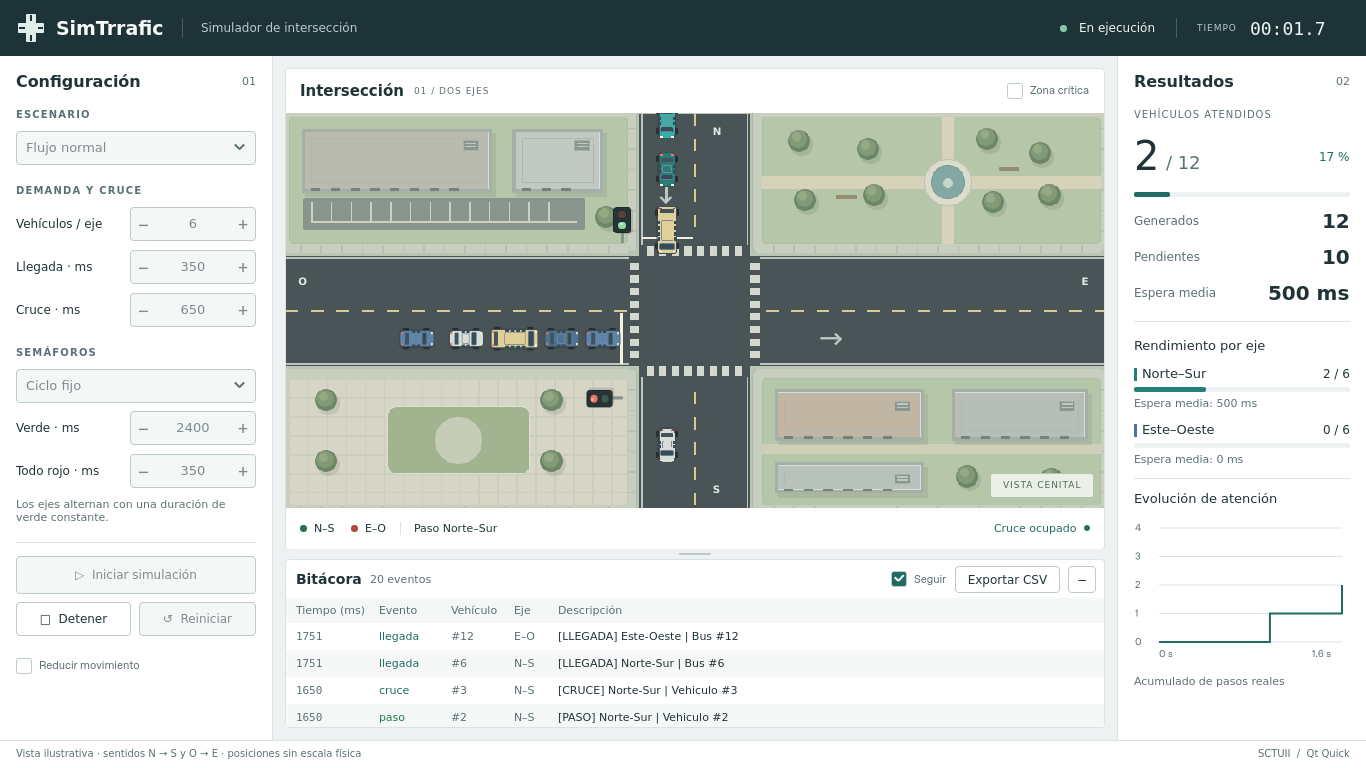 SimTrrafic
Simulador de intersección
En ejecución
TIEMPO 00:01.7
Configuración 01
ESCENARIO
Flujo normal
DEMANDA Y CRUCE
Vehículos / eje − 6 +
Llegada · ms − 350 +
Cruce · ms − 650 +
SEMÁFOROS
Ciclo fijo
Verde · ms − 2400 +
Todo rojo · ms − 350 +
Los ejes alternan con una duración de
verde constante.
▷ Iniciar simulación
□ Detener
↺ Reiniciar
Reducir movimiento
Intersección 01 / DOS EJES
Zona crítica
N
O
E
→
S
VISTA CENITAL
N–S
E–O
Paso Norte–Sur
Cruce ocupado
Bitácora 20 eventos
Seguir
Exportar CSV
−
Tiempo (ms) Evento Vehículo Eje Descripción
1751 llegada #12 E–O [LLEGADA] Este-Oeste | Bus #12
1751 llegada #6 N–S [LLEGADA] Norte-Sur | Bus #6
1650 cruce #3 N–S [CRUCE] Norte-Sur | Vehiculo #3
1650 paso #2 N–S [PASO] Norte-Sur | Vehiculo #2
Resultados 02
VEHÍCULOS ATENDIDOS
2 / 12 17 %
Generados 12
Pendientes 10
Espera media 500 ms
Rendimiento por eje
Norte–Sur 2 / 6
Espera media: 500 ms
Este–Oeste 0 / 6
Espera media: 0 ms
Evolución de atención
4
3
2
1
0
0 s 1.6 s
Acumulado de pasos reales
Vista ilustrativa · sentidos N → S y O → E · posiciones sin escala física
SCTUII / Qt Quick